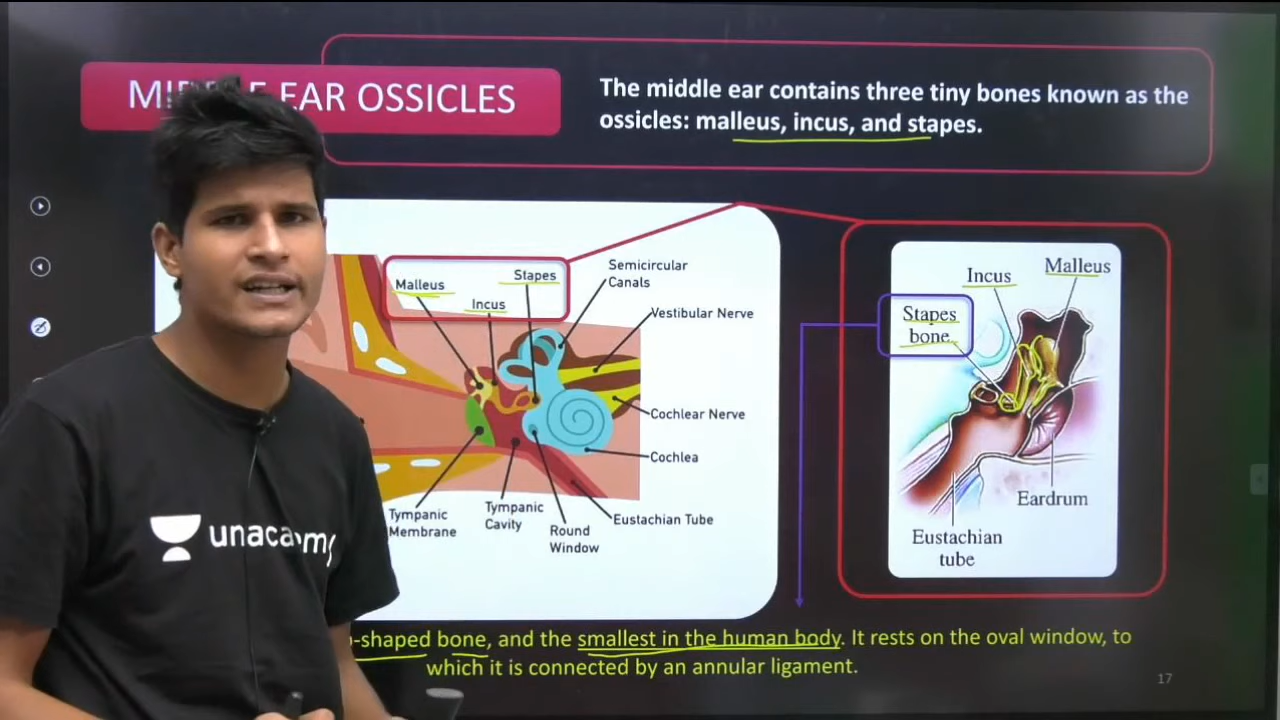 EAR OSSICLES
The middle ear contains three tiny bones known as the
ossicles: malleus, incus, and stapes.
Malleus
Stapes
Incus
Semicircular
Canals
Vestibular Nerve
Cochlear Nerve
Cochlea
Tympanic
Membrane
Tympanic
Cavity
Round
Window
Eustachian Tube
Incus
Malleus
Stapes
bone
Eardrum
Eustachian
tube
unacademy
-shaped bone, and the smallest in the human body. It rests on the oval window, to
which it is connected by an annular ligament.
17